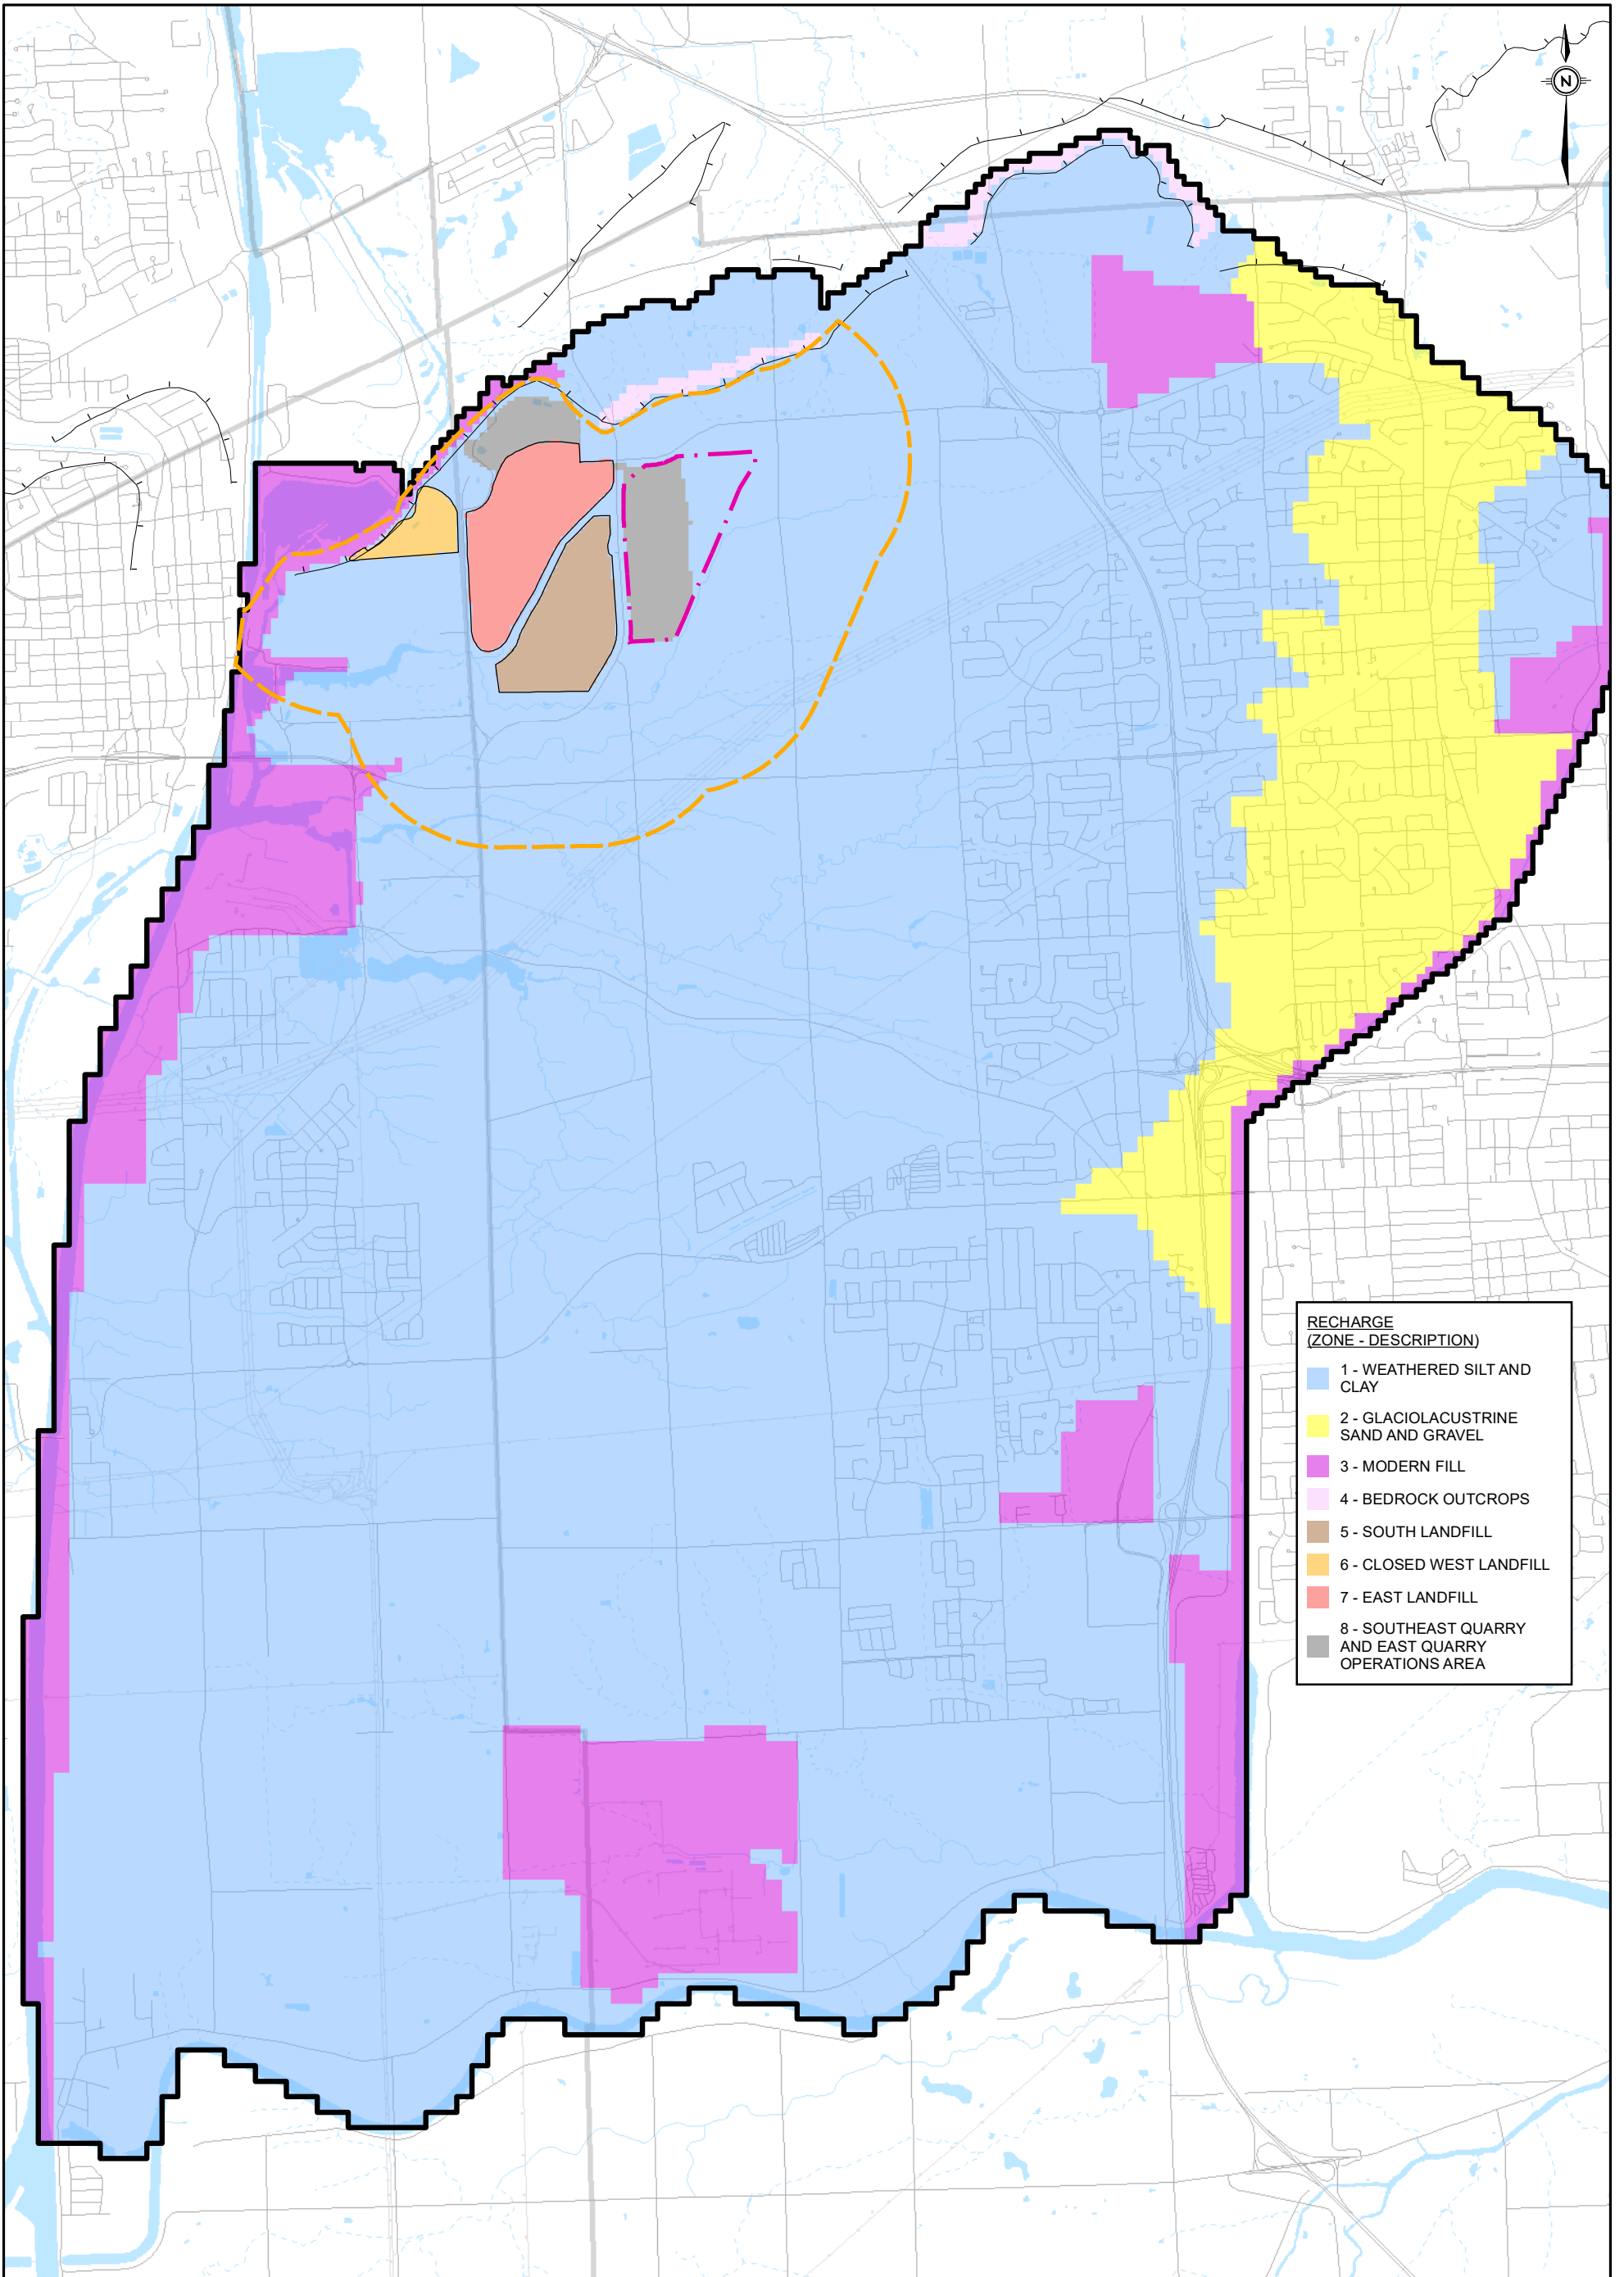 N
RECHARGE
(ZONE - DESCRIPTION)
1 - WEATHERED SILT AND
CLAY
2 - GLACIOLACUSTRINE
SAND AND GRAVEL
3 - MODERN FILL
4 - BEDROCK OUTCROPS
5 - SOUTH LANDFILL
6 - CLOSED WEST LANDFILL
7 - EAST LANDFILL
8 - SOUTHEAST QUARRY
AND EAST QUARRY
OPERATIONS AREA